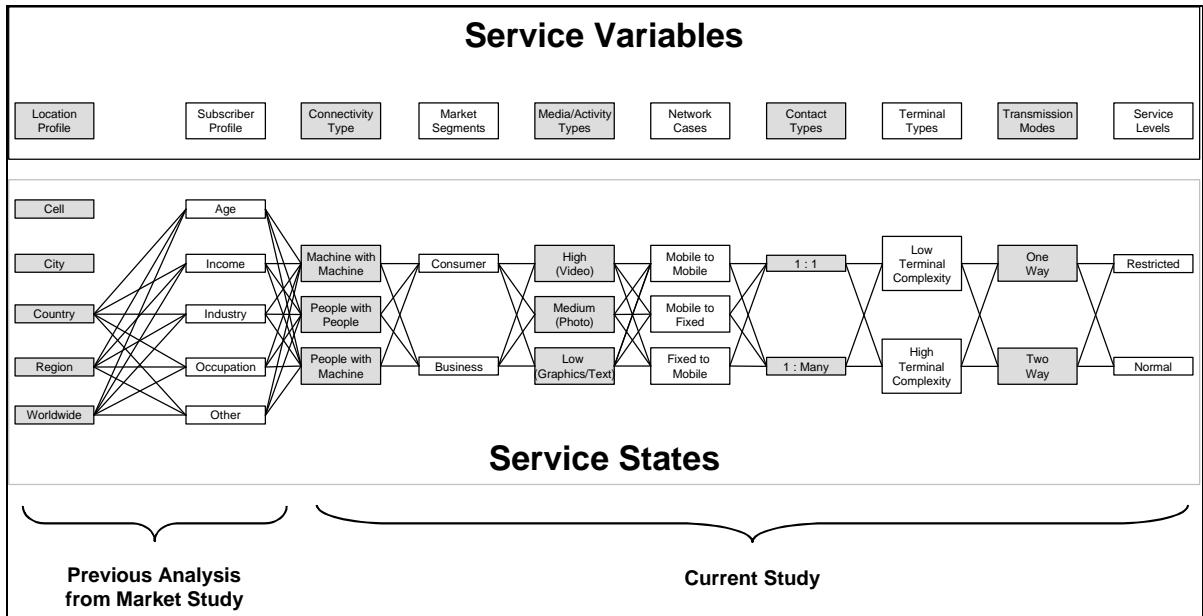 Service Variables
Location
Profile
Subscriber
Profile
Connectivity
Type
Market
Segments
Media/Activity
Types
Network
Cases
Contact
Types
Terminal
Types
Transmission
Modes
Service
Levels
Cell
Age
City
Income
Machine with
Machine
Consumer
High
(Video)
Mobile to
Mobile
1 : 1
Low
Terminal
Complexity
One
Way
Restricted
Country
Industry
People with
People
Medium
(Photo)
Mobile to
Fixed
Region
Occupation
People with
Machine
Business
Low
(Graphics/Text)
Fixed to
Mobile
1 : Many
High
Terminal
Complexity
Two
Way
Normal
Worldwide
Other
Service States
Previous Analysis
from Market Study
Current Study